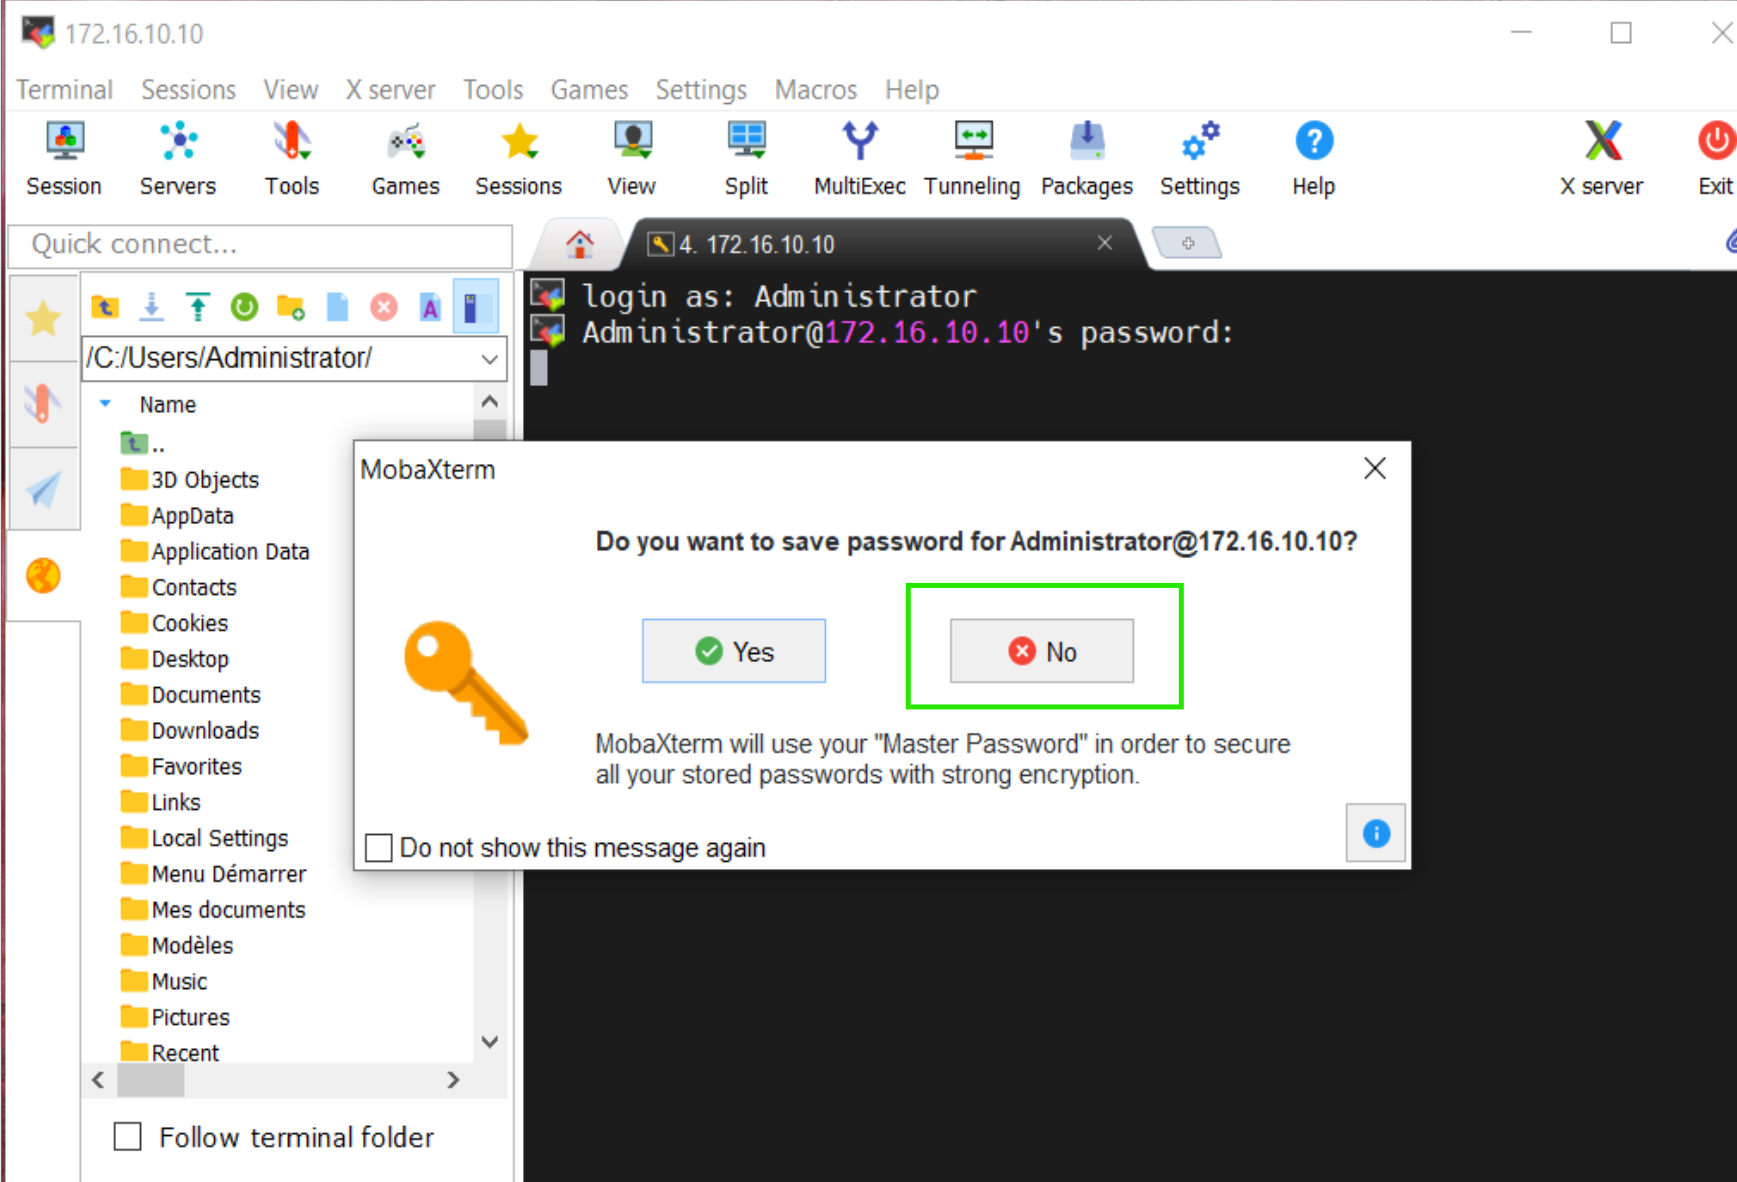 172.16.10.10
Terminal Sessions View X server Tools Games Settings Macros Help
Session Servers Tools Games Sessions View Split MultiExec Tunneling Packages Settings Help X server Exit
Quick connect...
4. 172.16.10.10
login as: Administrator
Administrator@172.16.10.10's password:
/C:/Users/Administrator/
Name
..
3D Objects
AppData
Application Data
Contacts
Cookies
Desktop
Documents
Downloads
Favorites
Links
Local Settings
Menu Démarrer
Mes documents
Modèles
Music
Pictures
Recent
Follow terminal folder
MobaXterm
Do you want to save password for Administrator@172.16.10.10?
Yes No
MobaXterm will use your "Master Password" in order to secure
all your stored passwords with strong encryption.
Do not show this message again